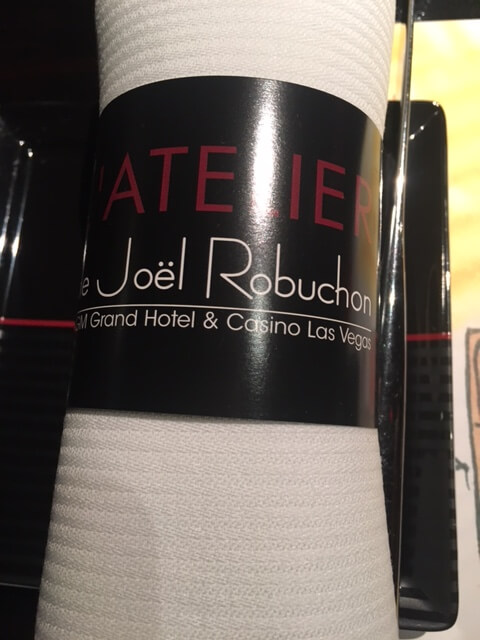 'ATELIER
e Joël Robuchon
GM Grand Hotel & Casino Las Vegas